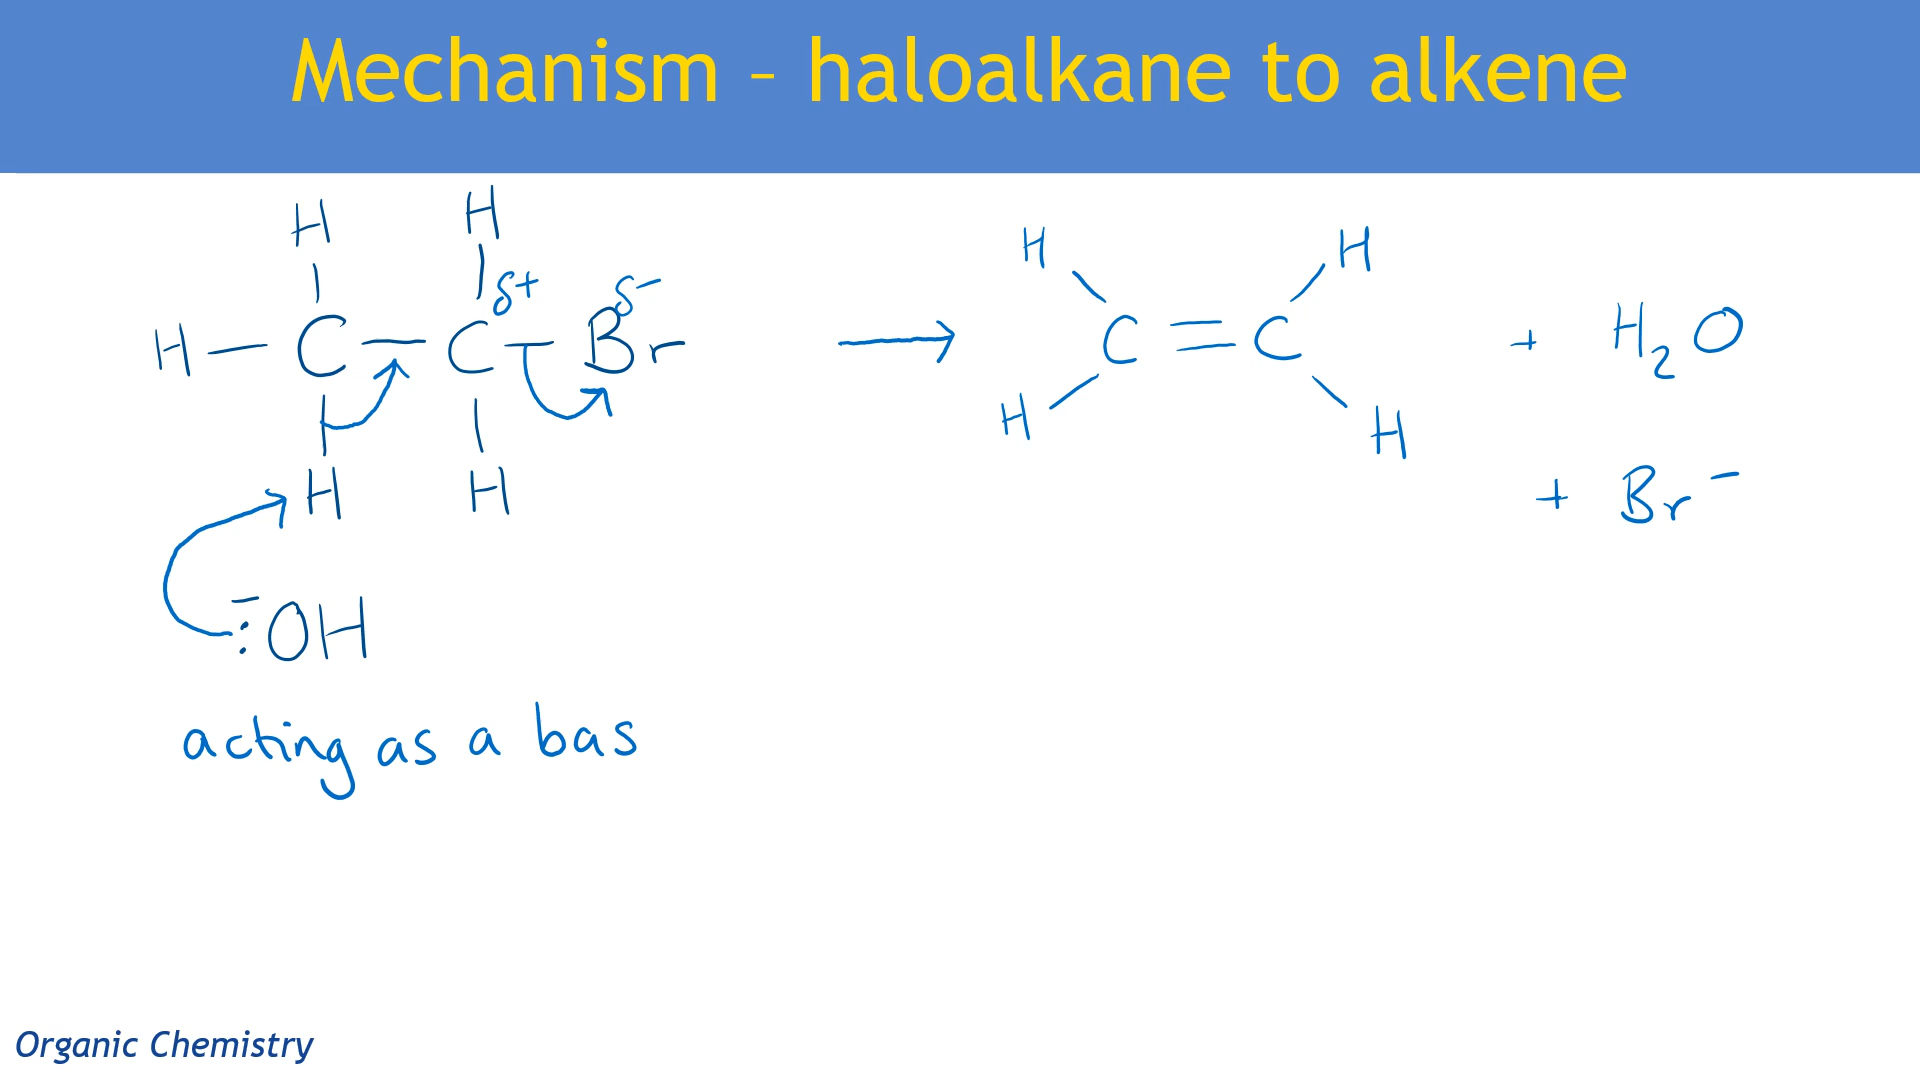 Mechanism – haloalkane to alkene
H H H H
δ+ δ-
H — C — C — Br → C = C + H₂O
H H H H
+ Br⁻
⁻:OH
acting as a bas
Organic Chemistry